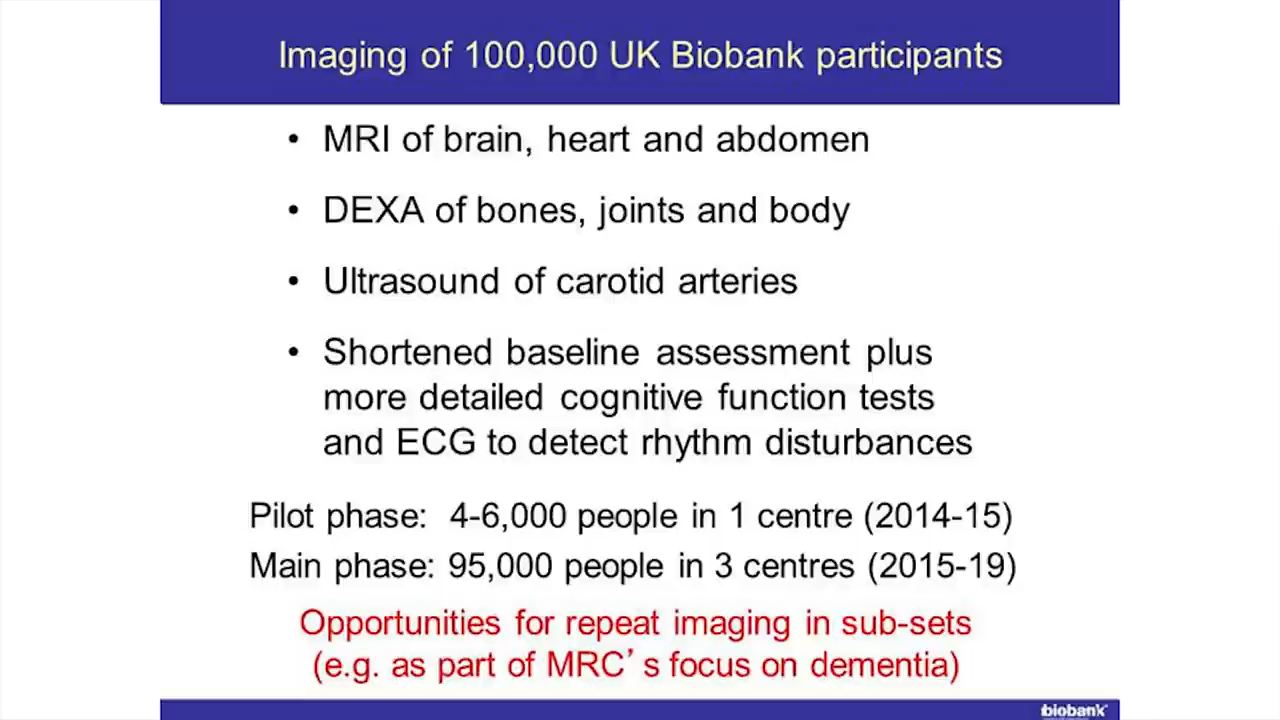 Imaging of 100,000 UK Biobank participants
• MRI of brain, heart and abdomen
• DEXA of bones, joints and body
• Ultrasound of carotid arteries
• Shortened baseline assessment plus
more detailed cognitive function tests
and ECG to detect rhythm disturbances
Pilot phase: 4-6,000 people in 1 centre (2014-15)
Main phase: 95,000 people in 3 centres (2015-19)
Opportunities for repeat imaging in sub-sets
(e.g. as part of MRC’s focus on dementia)
biobank